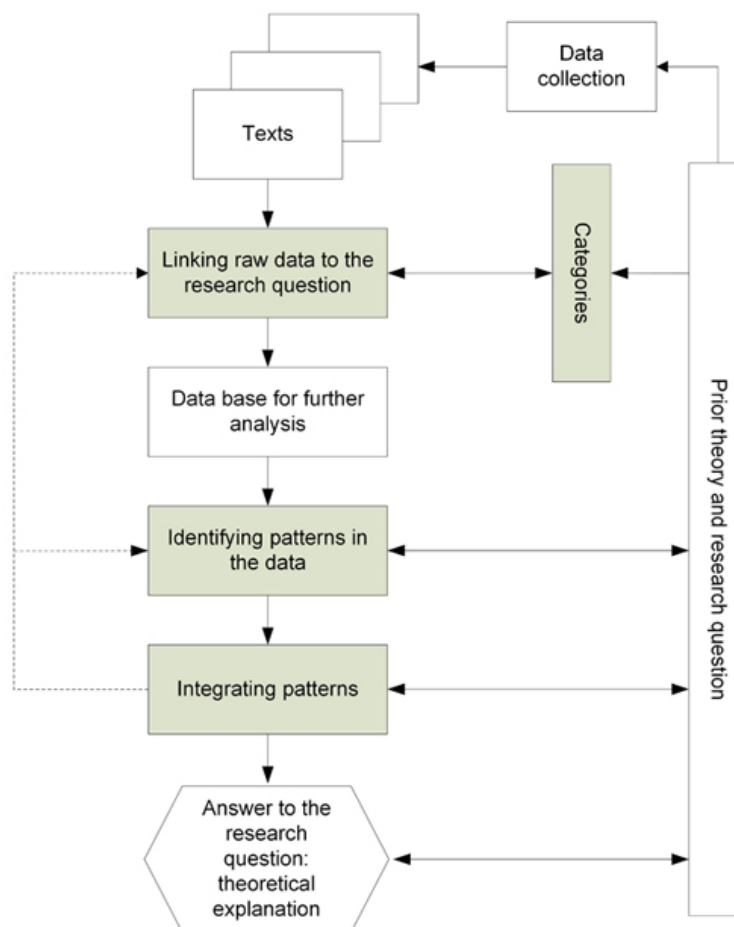 Data
collection
Texts
Linking raw data to the
research question
Categories
Data base for further
analysis
Prior theory and research question
Identifying patterns in
the data
Integrating patterns
Answer to the
research
question:
theoretical
explanation